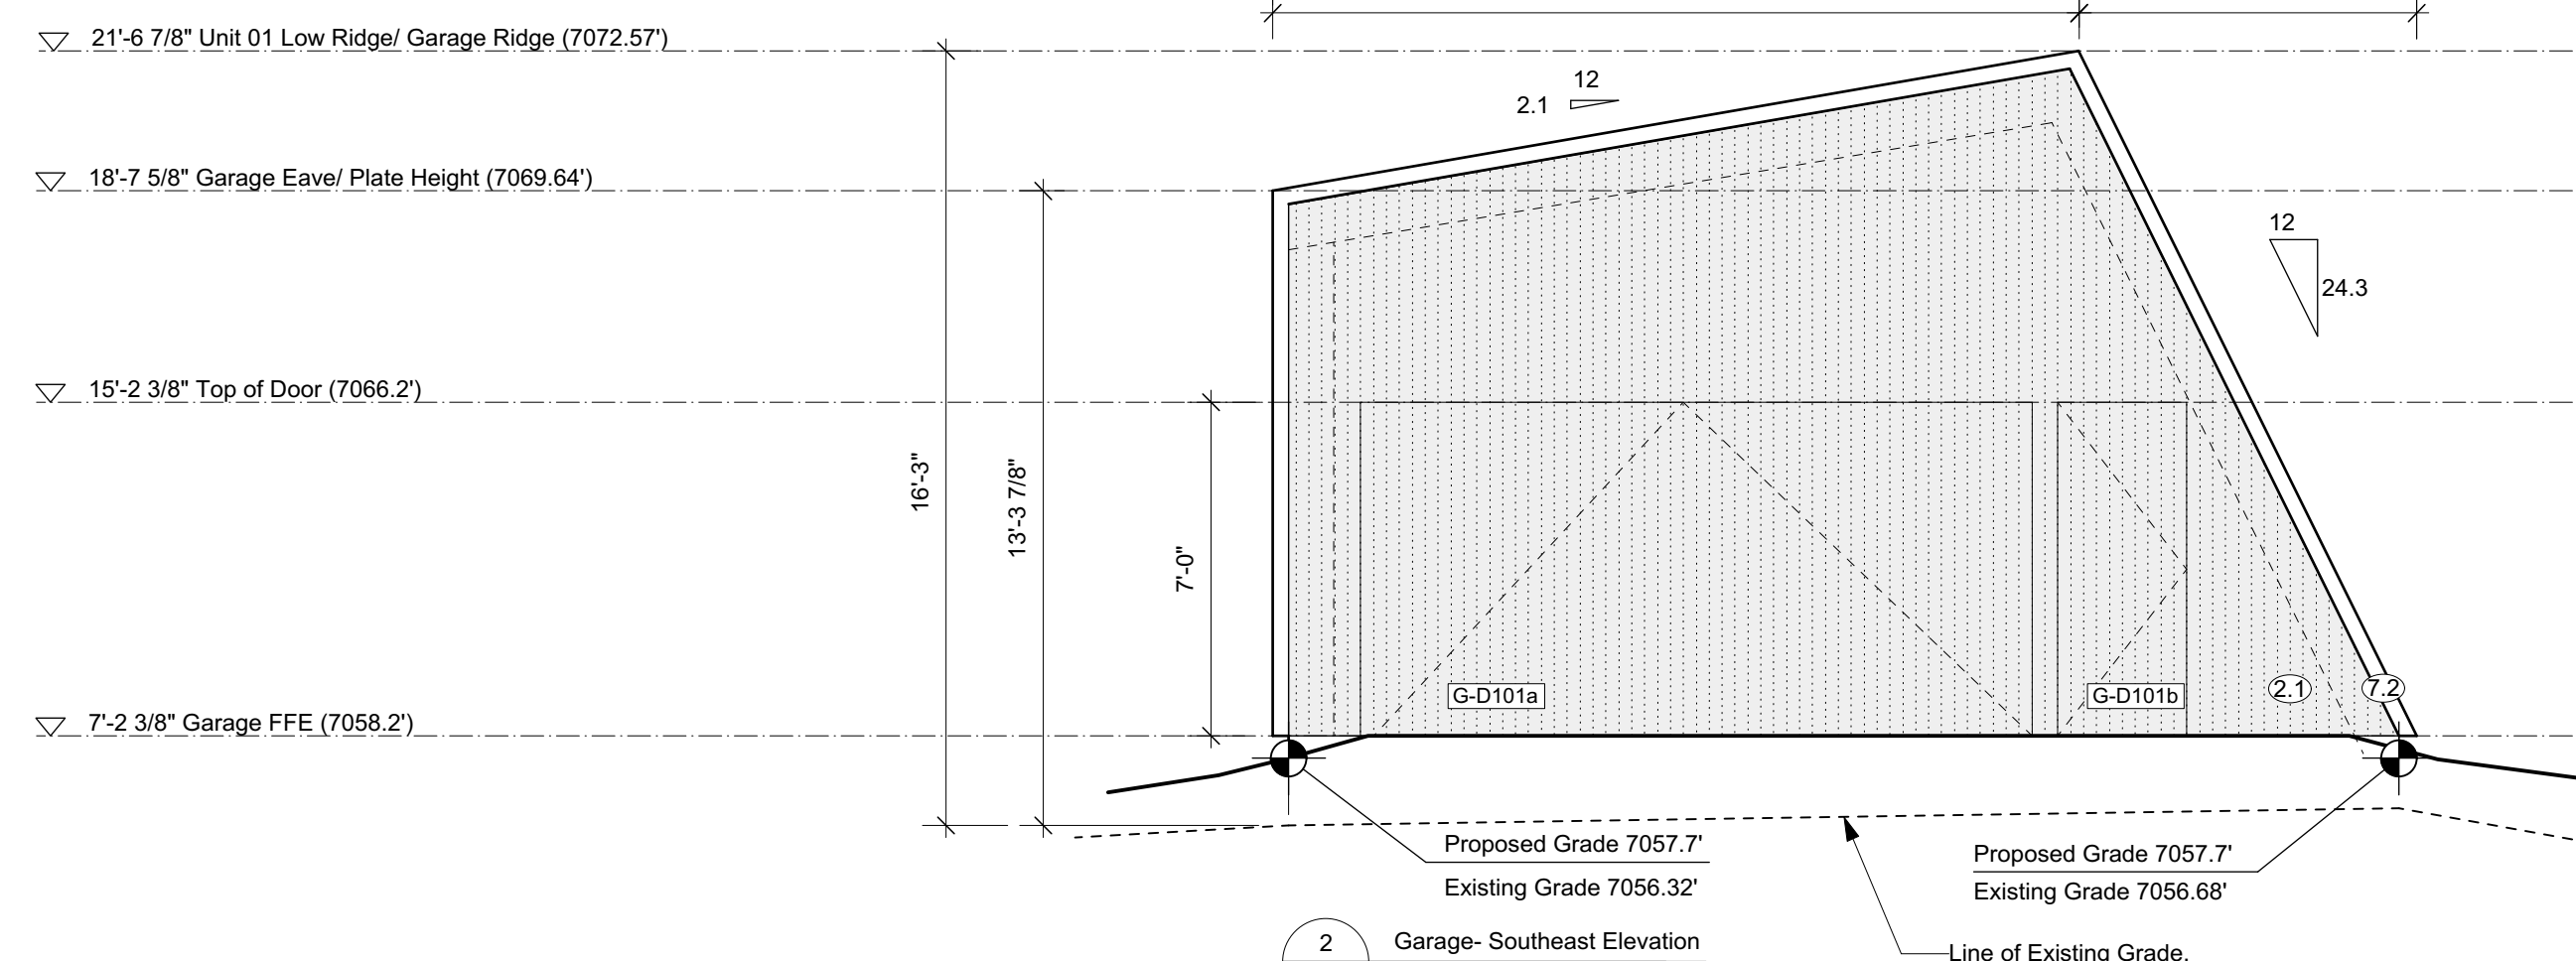 21'-6 7/8" Unit 01 Low Ridge/ Garage Ridge (7072.57')
12
2.1
18'-7 5/8" Garage Eave/ Plate Height (7069.64')
12
24.3
15'-2 3/8" Top of Door (7066.2')
16'-3"
13'-3 7/8"
7'-0"
G-D101a
G-D101b
2.1
7.2
7'-2 3/8" Garage FFE (7058.2')
Proposed Grade 7057.7'
Existing Grade 7056.32'
Proposed Grade 7057.7'
Existing Grade 7056.68'
2
Garage- Southeast Elevation
Line of Existing Grade.